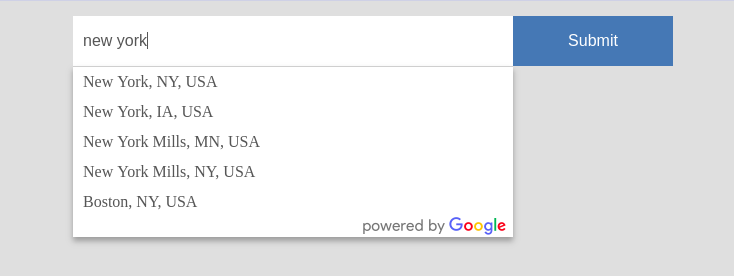 new york
Submit
New York, NY, USA
New York, IA, USA
New York Mills, MN, USA
New York Mills, NY, USA
Boston, NY, USA
powered by Google